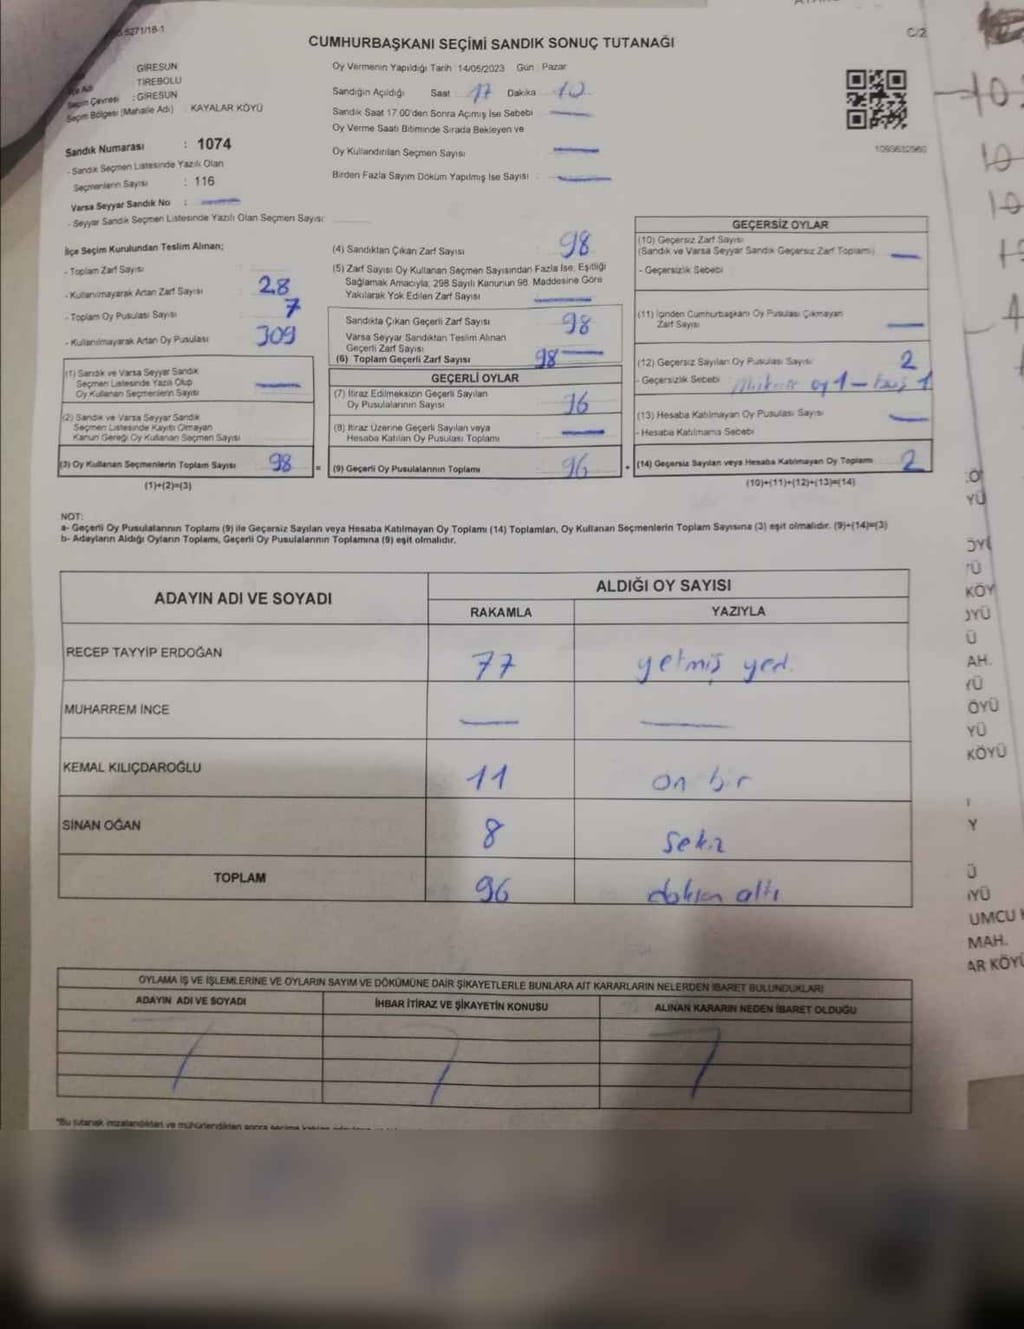 5271/18-1
C/2
CUMHURBAŞKANI SEÇİMİ SANDIK SONUÇ TUTANAĞI
GİRESUN
TİREBOLU
Seçim Çevresi : GİRESUN
Seçim Bölgesi (Mahalle Adı) : KAYALAR KÖYÜ
Sandık Numarası : 1074
- Sandık Seçmen Listesinde Yazılı Olan
Seçmenlerin Sayısı : 116
Varsa Seyyar Sandık No :
- Seyyar Sandık Seçmen Listesinde Yazılı Olan Seçmen Sayısı:
Oy Vermenin Yapıldığı Tarih :14/05/2023 Gün : Pazar
Sandığın Açıldığı Saat 17 Dakika 10
Sandık Saat 17.00'den Sonra Açımış İse Sebebi
Oy Verme Saati Bitiminde Sırada Bekleyen ve
Oy Kullandırılan Seçmen Sayısı
Birden Fazla Sayım Döküm Yapılmış İse Sayısı :
İlçe Seçim Kurulundan Teslim Alınan;
- Toplam Zarf Sayısı
- Kullanılmayarak Artan Zarf Sayısı 28
- Toplam Oy Pusulası Sayısı 7
- Kullanılmayarak Artan Oy Pusulası 309
(1) Sandık ve Varsa Seyyar Sandık
Seçmen Listesinde Yazılı Olup
Oy Kullanan Seçmenlerin Sayısı
(2) Sandık ve Varsa Seyyar Sandık
Seçmen Listesinde Kayıtlı Olmayan
Kanun Gereği Oy Kullanan Seçmen Sayısı
(3) Oy Kullanan Seçmenlerin Toplam Sayısı 98 =
(1)+(2)=(3)
(4) Sandıktan Çıkan Zarf Sayısı 98
(5) Zarf Sayısı Oy Kullanan Seçmen Sayısından Fazla İse, Eşitliği
Sağlamak Amacıyla; 298 Sayılı Kanunun 98. Maddesine Göre
Yakılarak Yok Edilen Zarf Sayısı
Sandıkta Çıkan Geçerli Zarf Sayısı 98
Varsa Seyyar Sandıktan Teslim Alınan
Geçerli Zarf Sayısı
(6) Toplam Geçerli Zarf Sayısı 98
GEÇERLİ OYLAR
(7) İtiraz Edilmeksizin Geçerli Sayılan
Oy Pusulalarının Sayısı 96
(8) İtiraz Üzerine Geçerli Sayılan veya
Hesaba Katılan Oy Pusulası Toplamı
(9) Geçerli Oy Pusulalarının Toplamı 96 +
GEÇERSİZ OYLAR
(10) Geçersiz Zarf Sayısı
(Sandık ve Varsa Seyyar Sandık Geçersiz Zarf Toplamı)
- Geçersizlik Sebebi
(11) İçinden Cumhurbaşkanı Oy Pusulası Çıkmayan
Zarf Sayısı
(12) Geçersiz Sayılan Oy Pusulası Sayısı 2
- Geçersizlik Sebebi oy 1 - boş 1
(13) Hesaba Katılmayan Oy Pusulası Sayısı
- Hesaba Katılmama Sebebi
(14) Geçersiz Sayılan veya Hesaba Katılmayan Oy Toplamı 2
(10)+(11)+(12)+(13)=(14)
NOT:
a- Geçerli Oy Pusulalarının Toplamı (9) ile Geçersiz Sayılan veya Hesaba Katılmayan Oy Toplamı (14) Toplamları, Oy Kullanan Seçmenlerin Toplam Sayısına (3) eşit olmalıdır. (9)+(14)=(3)
b- Adayların Aldığı Oyların Toplamı, Geçerli Oy Pusulalarının Toplamına (9) eşit olmalıdır.
ADAYIN ADI VE SOYADI
ALDIĞI OY SAYISI
RAKAMLA YAZIYLA
RECEP TAYYİP ERDOĞAN 77 yetmiş yedi
MUHARREM İNCE
KEMAL KILIÇDAROĞLU 11 on bir
SİNAN OĞAN 8 Sekiz
TOPLAM 96 doksan altı
OYLAMA İŞ VE İŞLEMLERİNE VE OYLARIN SAYIM VE DÖKÜMÜNE DAİR ŞİKAYETLERLE BUNLARA AİT KARARLARIN NELERDEN İBARET BULUNDUKLARI
ADAYIN ADI VE SOYADI İHBAR İTİRAZ VE ŞİKAYETİN KONUSU ALINAN KARARIN NEDEN İBARET OLDUĞU
*Bu tutanak imzalandıktan ve mühürlendikten sonra
YÜ
KÖY
AH.
ÖYÜ
YÜ
KÖYÜ
Y
Ü
UMCU
MAH.
AR KÖYÜ